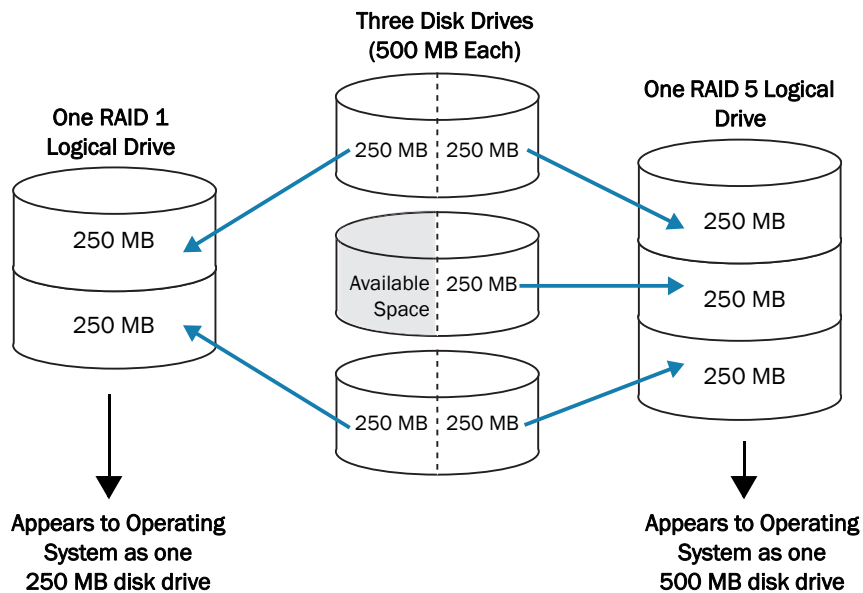 Three Disk Drives
(500 MB Each)
One RAID 1
Logical Drive
One RAID 5 Logical
Drive
250 MB
250 MB
250 MB
250 MB
Available
Space
250 MB
250 MB
250 MB
250 MB
250 MB
250 MB
Appears to Operating
System as one
250 MB disk drive
Appears to Operating
System as one
500 MB disk drive